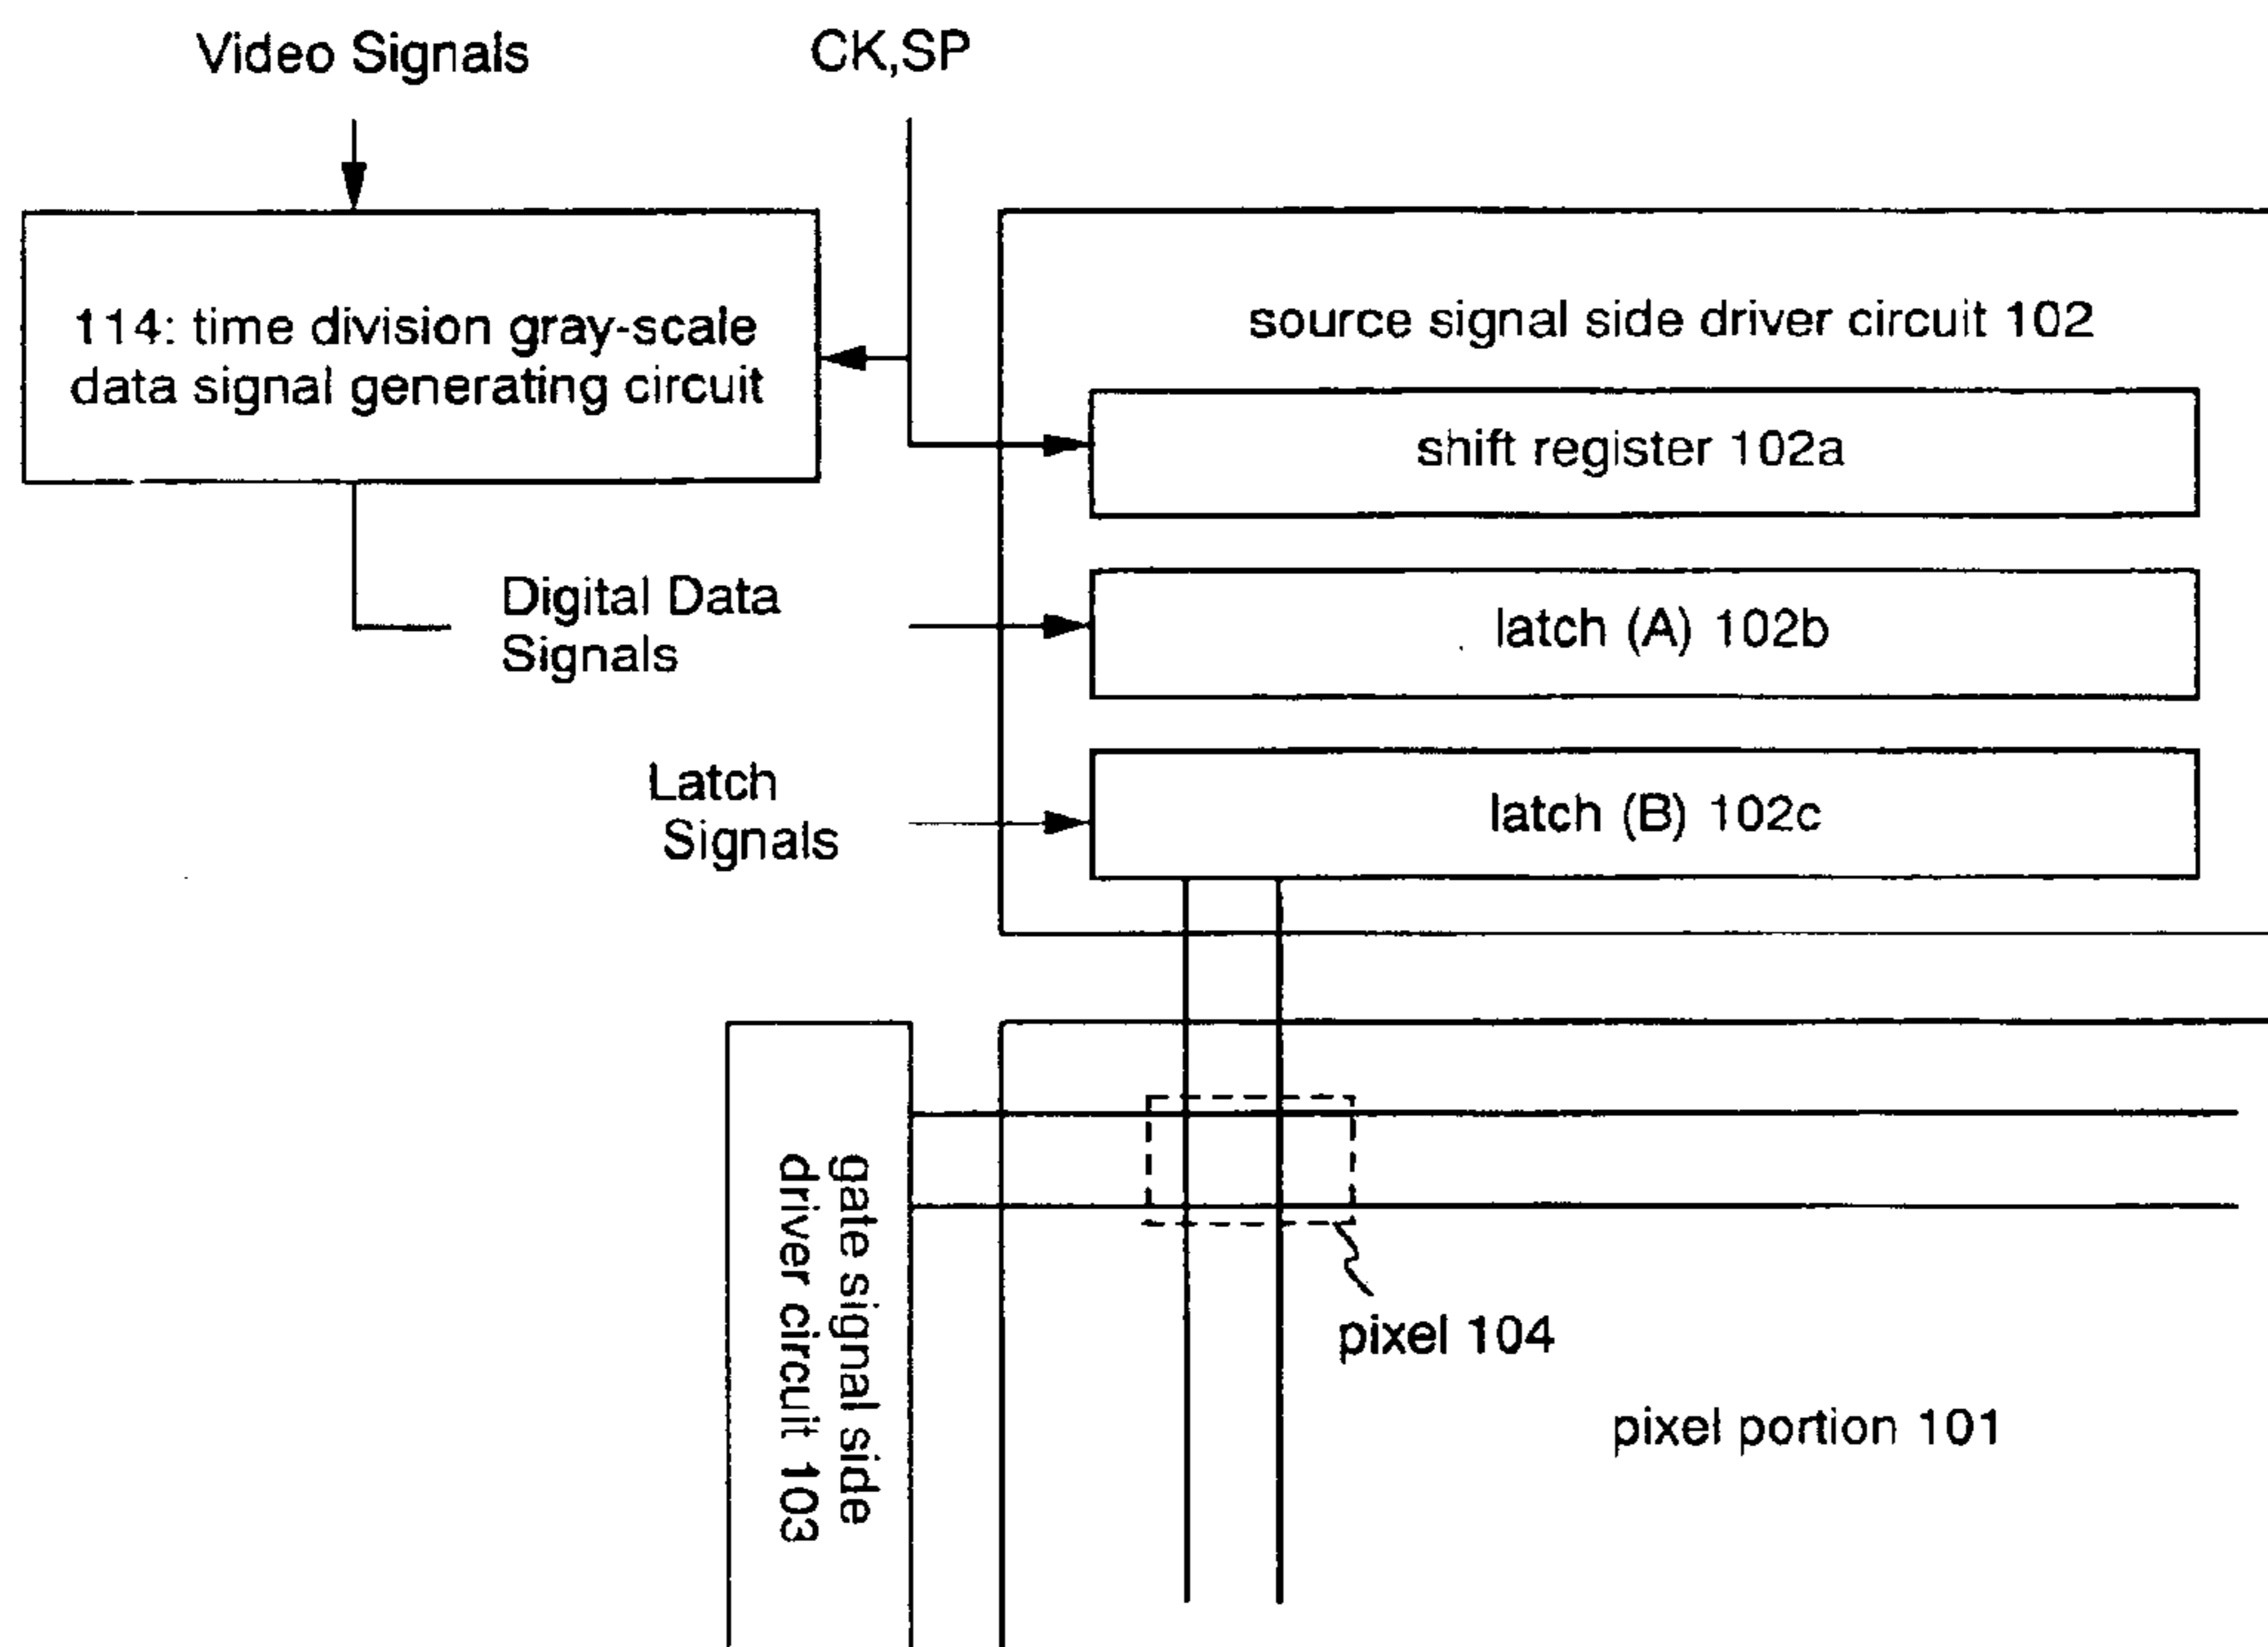 Video Signals
CK,SP
114: time division gray-scale
data signal generating circuit
source signal side driver circuit 102
shift register 102a
Digital Data
Signals
latch (A) 102b
Latch
Signals
latch (B) 102c
gate signal side
driver circuit 103
pixel 104
pixel portion 101